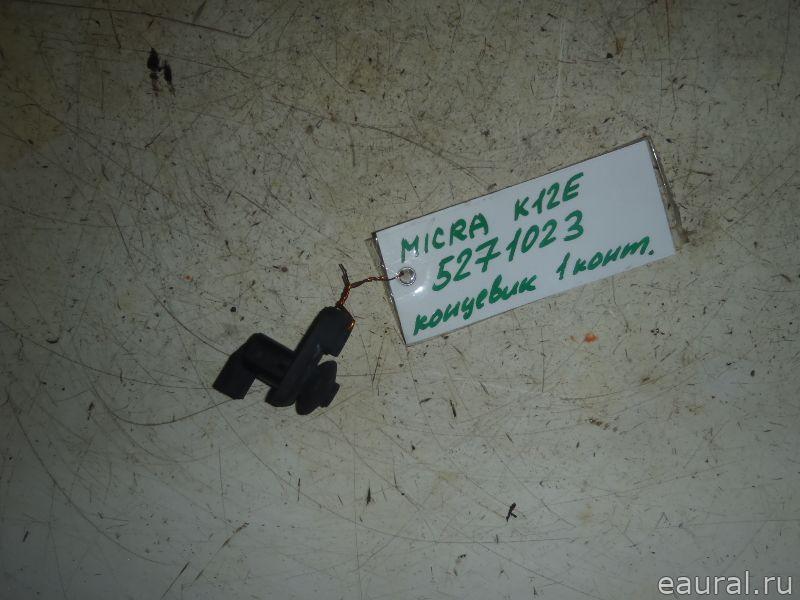 MICRA K12E
5271023
концевик 1 конт.
eaural.ru